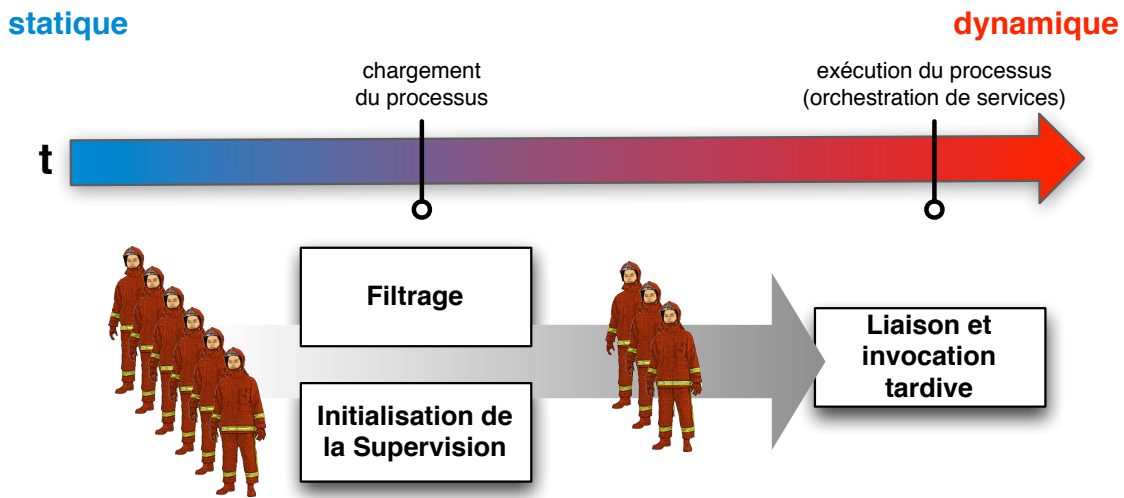 statique
dynamique
chargement
du processus
exécution du processus
(orchestration de services)
t
Filtrage
Initialisation de
la Supervision
Liaison et
invocation
tardive